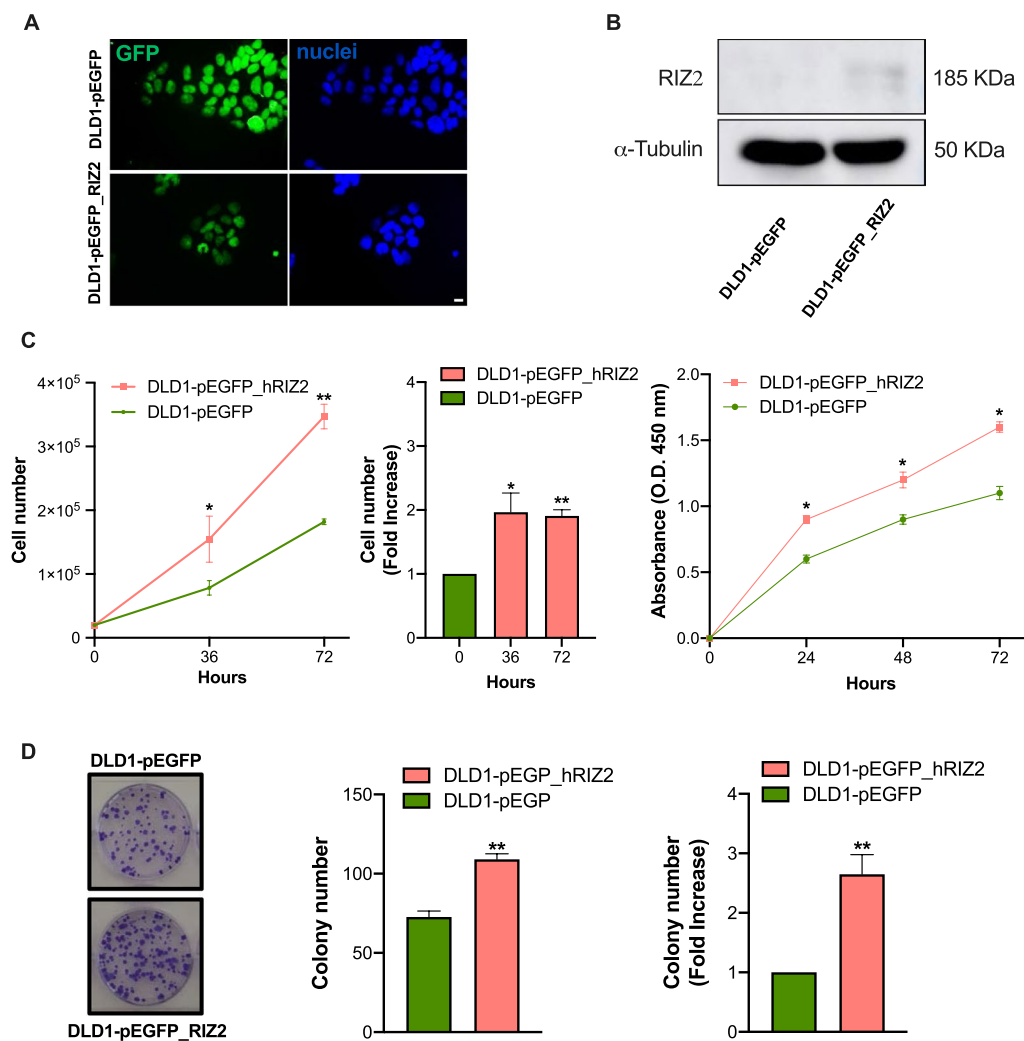 A
GFP
nuclei
DLD1-pEGFP
DLD1-pEGFP_RIZ2
B
RIZ2
185 KDa
α-Tubulin
50 KDa
DLD1-pEGFP
DLD1-pEGFP_RIZ2
C
DLD1-pEGFP_hRIZ2
DLD1-pEGFP
Cell number
4×10⁵
3×10⁵
2×10⁵
1×10⁵
0
*
**
0 36 72
Hours
DLD1-pEGFP_hRIZ2
DLD1-pEGFP
Cell number
(Fold Increase)
4
3
2
1
0
*
**
0 36 72
Hours
DLD1-pEGFP_hRIZ2
DLD1-pEGFP
Absorbance (O.D. 450 nm)
2.0
1.5
1.0
0.5
0.0
*
*
*
0 24 48 72
Hours
D
DLD1-pEGFP
DLD1-pEGFP_RIZ2
DLD1-pEGP_hRIZ2
DLD1-pEGP
Colony number
150
100
50
0
**
DLD1-pEGFP_hRIZ2
DLD1-pEGFP
Colony number
(Fold Increase)
4
3
2
1
0
**